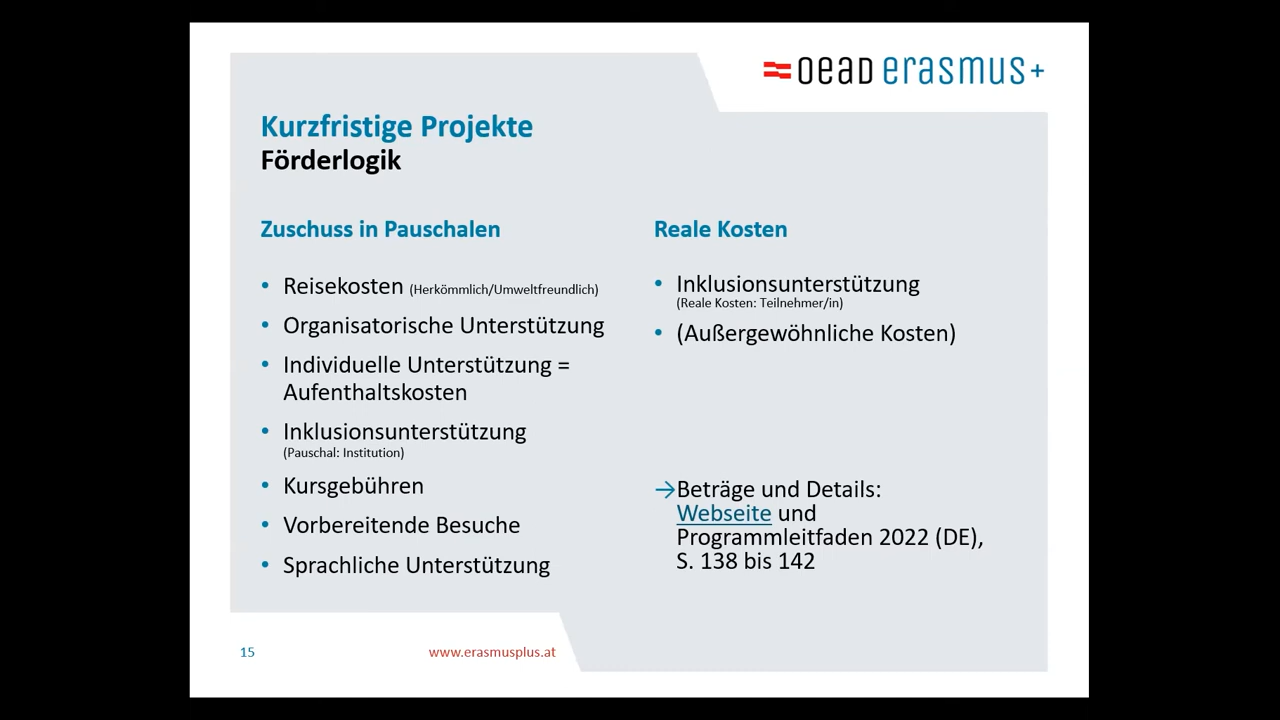 oead erasmus+
Kurzfristige Projekte
Förderlogik
Zuschuss in Pauschalen
• Reisekosten (Herkömmlich/Umweltfreundlich)
• Organisatorische Unterstützung
• Individuelle Unterstützung =
Aufenthaltskosten
• Inklusionsunterstützung
(Pauschal: Institution)
• Kursgebühren
• Vorbereitende Besuche
• Sprachliche Unterstützung
Reale Kosten
• Inklusionsunterstützung
(Reale Kosten: Teilnehmer/in)
• (Außergewöhnliche Kosten)
→Beträge und Details:
Webseite und
Programmleitfaden 2022 (DE),
S. 138 bis 142
15
www.erasmusplus.at